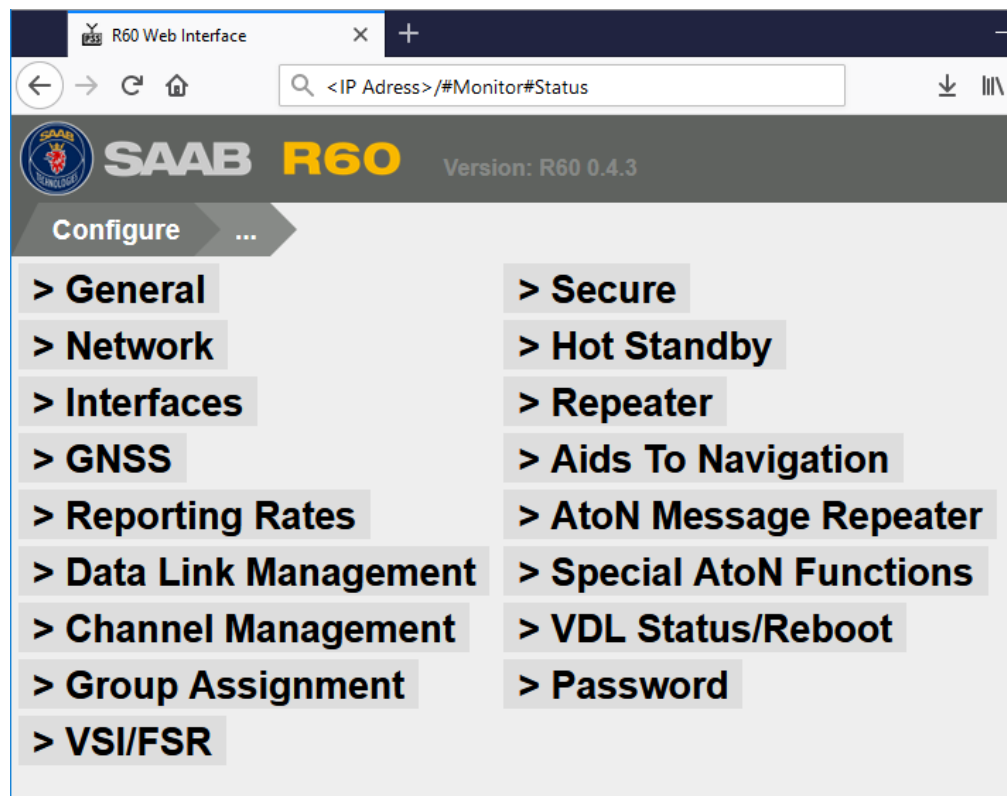 R60 Web Interface
<IP Adress>/#Monitor#Status
SAAB
TECHNOLOGIES
SAAB R60 Version: R60 0.4.3
Configure ...
> General
> Network
> Interfaces
> GNSS
> Reporting Rates
> Data Link Management
> Channel Management
> Group Assignment
> VSI/FSR
> Secure
> Hot Standby
> Repeater
> Aids To Navigation
> AtoN Message Repeater
> Special AtoN Functions
> VDL Status/Reboot
> Password